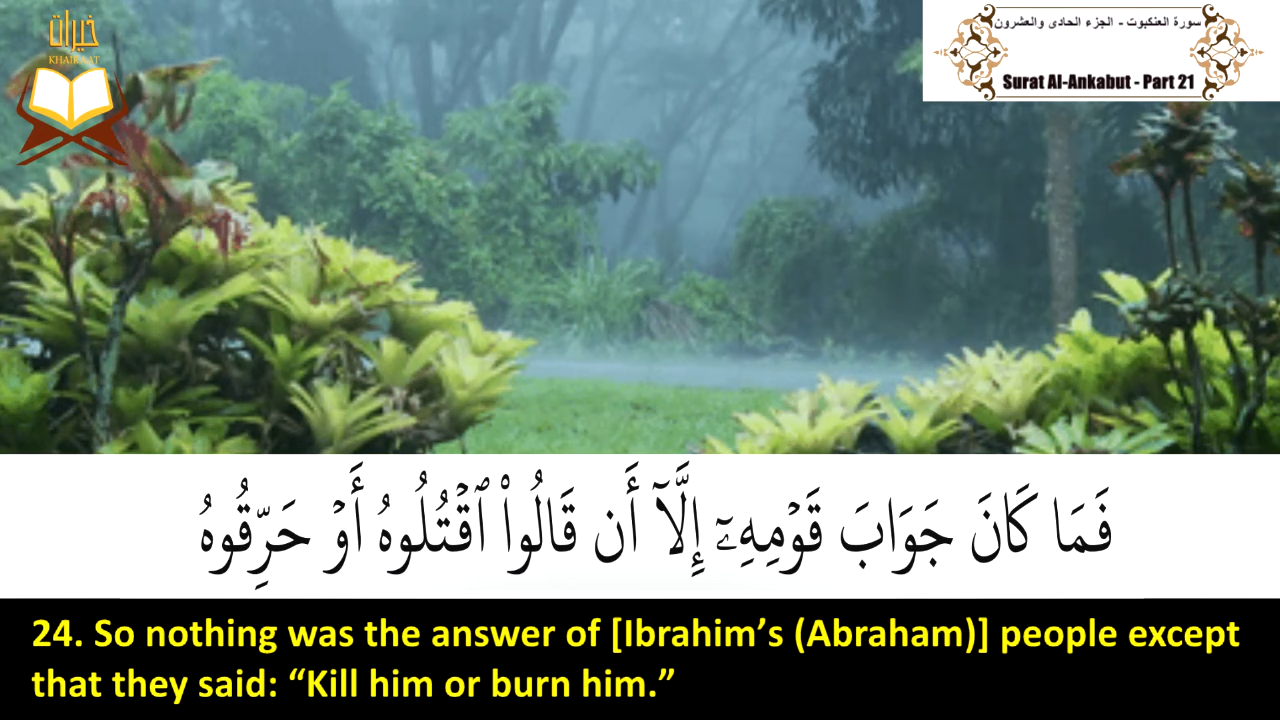 خيرات
KHAIRAAT
سورة العنكبوت - الجزء الحادى والعشرون
Surat Al-Ankabut - Part 21
فَمَا كَانَ جَوَابَ قَوْمِهِۦٓ إِلَّآ أَن قَالُوا۟ ٱقْتُلُوهُ أَوْ حَرِّقُوهُ
24. So nothing was the answer of [Ibrahim’s (Abraham)] people except
that they said: “Kill him or burn him.”